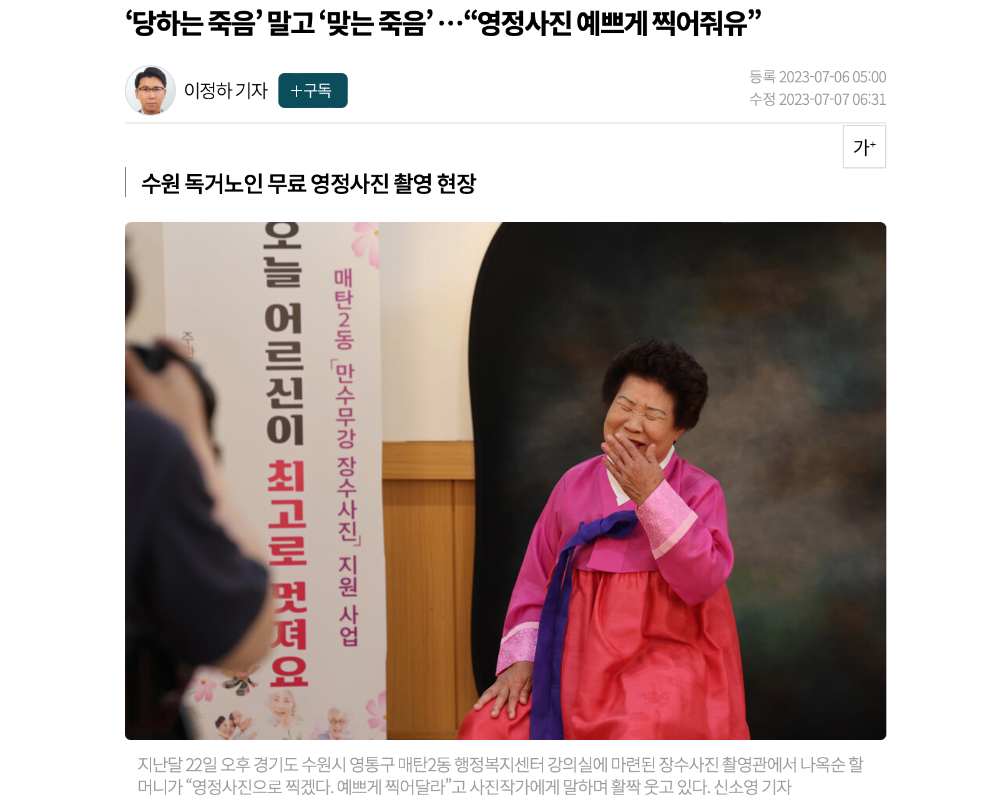 ‘당하는 죽음’ 말고 ‘맞는 죽음’…“영정사진 예쁘게 찍어줘유”
이정하 기자
+구독
등록 2023-07-06 05:00
수정 2023-07-07 06:31
가+
수원 독거노인 무료 영정사진 촬영 현장
매탄2동 「만수무강 장수사진」 지원 사업
오늘 어르신이 최고로 멋져요
주관
지난달 22일 오후 경기도 수원시 영통구 매탄2동 행정복지센터 강의실에 마련된 장수사진 촬영관에서 나옥순 할
머니가 “영정사진으로 찍겠다. 예쁘게 찍어달라”고 사진작가에게 말하며 활짝 웃고 있다. 신소영 기자